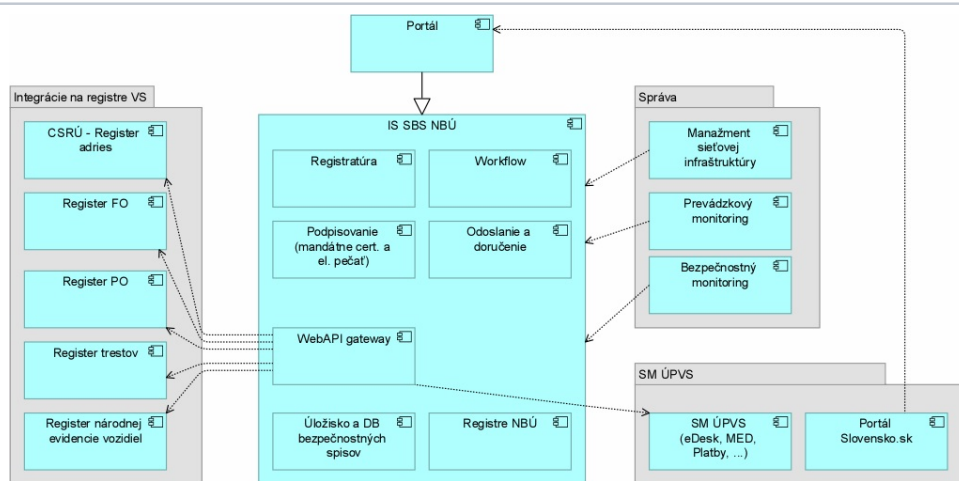 Portál
Integrácie na registre VS
CSRÚ - Register
adries
Register FO
Register PO
Register trestov
Register národnej
evidencie vozidiel
IS SBS NBÚ
Registratúra
Workflow
Podpisovanie
(mandátne cert. a
el. pečať)
Odoslanie a
doručenie
WebAPI gateway
Úložisko a DB
bezpečnostných
spisov
Registre NBÚ
Správa
Manažment
sieťovej
infraštruktúry
Prevádzkový
monitoring
Bezpečnostný
monitoring
SM ÚPVS
SM ÚPVS
(eDesk, MED,
Platby, ...)
Portál
Slovensko.sk